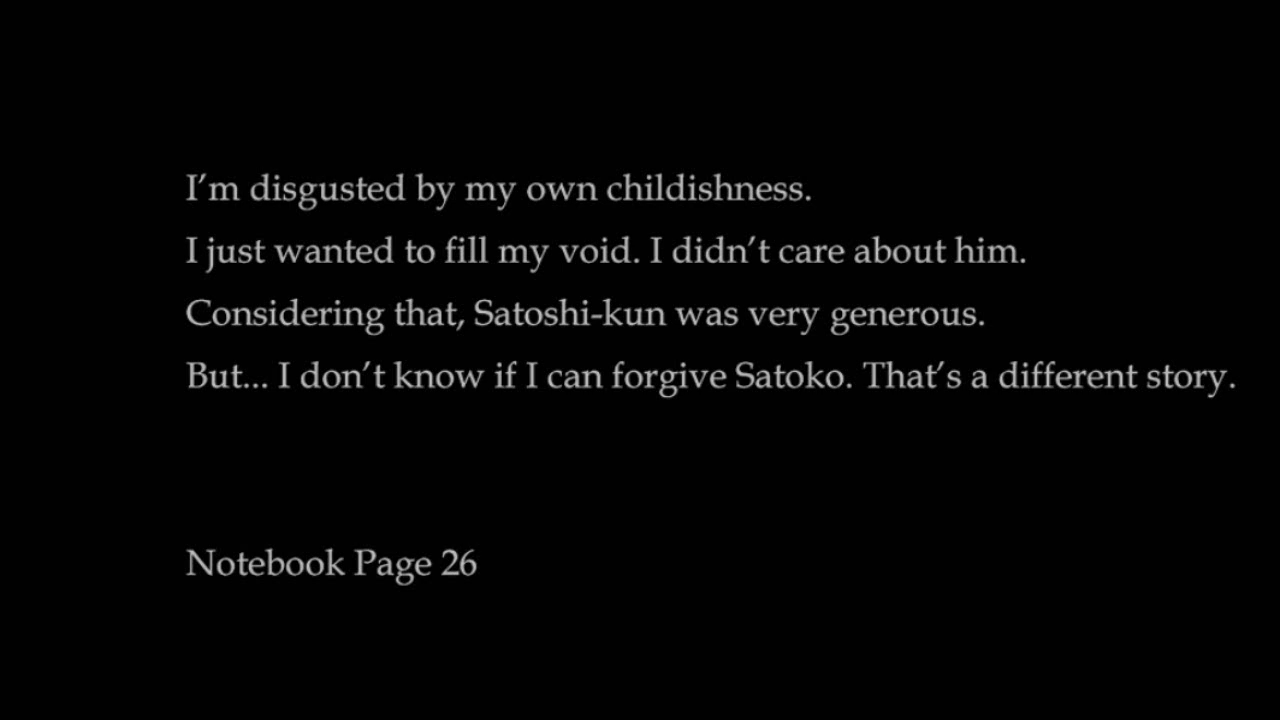 I’m disgusted by my own childishness.
I just wanted to fill my void. I didn’t care about him.
Considering that, Satoshi-kun was very generous.
But... I don’t know if I can forgive Satoko. That’s a different story.
Notebook Page 26